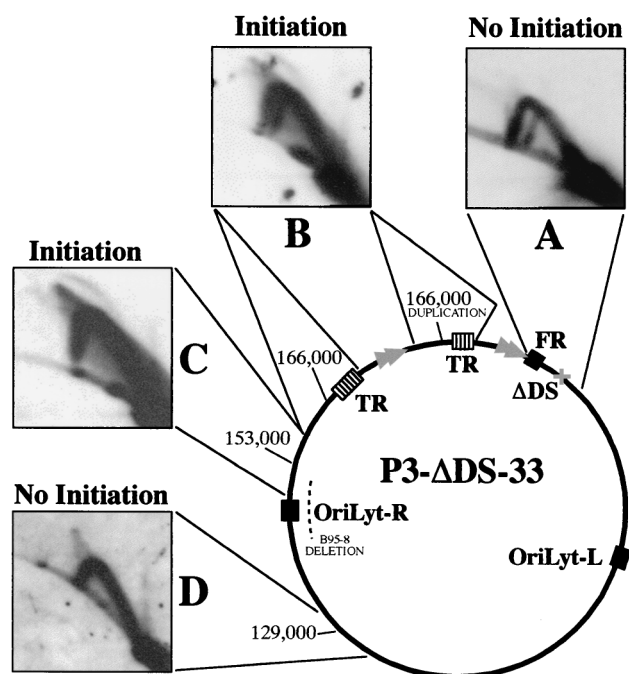 Initiation
No Initiation
B
A
Initiation
C
166,000
DUPLICATION
TR
FR
ΔDS
166,000
TR
153,000
P3-ΔDS-33
OriLyt-R
B95-8
DELETION
OriLyt-L
No Initiation
D
129,000